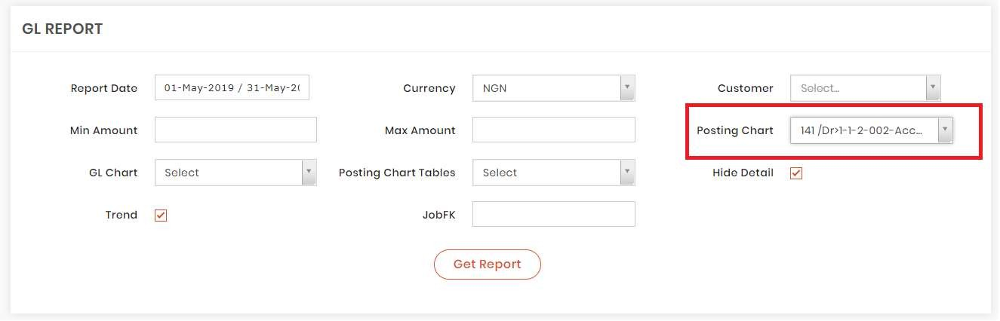 GL REPORT
Report Date 01-May-2019 / 31-May-20 Currency NGN Customer Select...
Min Amount Max Amount Posting Chart 141 /Dr>1-1-2-002-Acc...
GL Chart Select Posting Chart Tables Select Hide Detail
Trend JobFK
Get Report